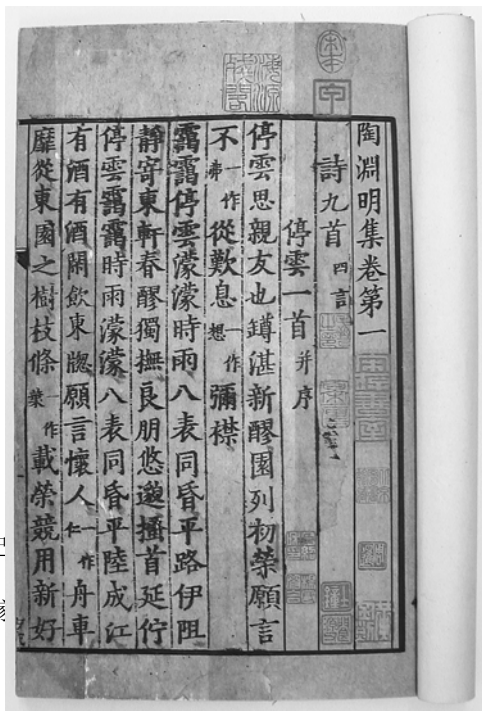 陶淵明集卷第一
詩九首 四言
停雲一首 并序
停雲思親友也罇湛新醪園列初榮願言
不一作弗從歎息一作想彌襟
靄靄停雲濛濛時雨八表同昏平路伊阻
靜寄東軒春醪獨撫良朋悠邈搔首延佇
停雲靄靄時雨濛濛八表同昏平陸成江
有酒有酒閒飲東牕願言懷人一作仁舟車
靡從東園之樹枝條一作葉載榮競用新好